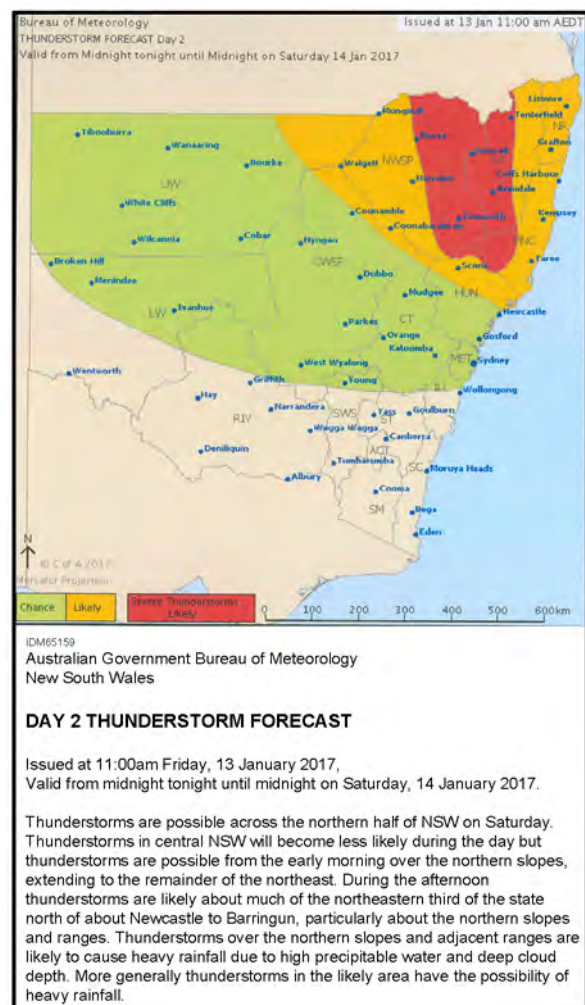 Bureau of Meteorology
Issued at 13 Jan 11:00 am AEDT
THUNDERSTORM FORECAST Day 2
Valid from Midnight tonight until Midnight on Saturday 14 Jan 2017
Lismore
Mungindi
Tenterfield
NR
Tibooburra
Moree
Grafton
Wanaaring
NWSP
Bourke
Walgett
Coffs Harbour
UW
Narrabri
Armidale
White Cliffs
Coonamble
Tamworth
Kempsey
Coonabarabran
Wilcannia
Cobar
Nyngan
MNC
Broken Hill
CWSP
Scone
Taree
Menindee
Dubbo
HUN
Mudgee
LW
Ivanhoe
Newcastle
Parkes
CT
Orange
Gosford
Katoomba
MET
Sydney
West Wyalong
Wentworth
Griffith
Young
ILL
Wollongong
Hay
Narrandera
SWS
Yass
Goulburn
RIV
ST
Wagga Wagga
Canberra
Deniliquin
ACT
Tumbarumba
SC
Moruya Heads
Albury
Cooma
SM
Bega
Eden
N
© C of A 2017
Mercator Projection
Chance
Likely
Severe Thunderstorms
Likely
0 100 200 300 400 500 600km
IDM65159
Australian Government Bureau of Meteorology
New South Wales
DAY 2 THUNDERSTORM FORECAST
Issued at 11:00am Friday, 13 January 2017,
Valid from midnight tonight until midnight on Saturday, 14 January 2017.
Thunderstorms are possible across the northern half of NSW on Saturday.
Thunderstorms in central NSW will become less likely during the day but
thunderstorms are possible from the early morning over the northern slopes,
extending to the remainder of the northeast. During the afternoon
thunderstorms are likely about much of the northeastern third of the state
north of about Newcastle to Barringun, particularly about the northern slopes
and ranges. Thunderstorms over the northern slopes and adjacent ranges are
likely to cause heavy rainfall due to high precipitable water and deep cloud
depth. More generally thunderstorms in the likely area have the possibility of
heavy rainfall.